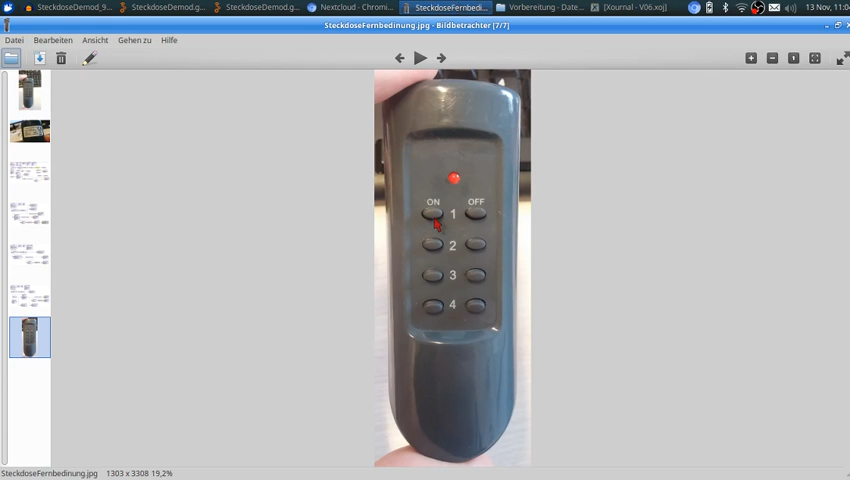 SteckdoseDemod_9...
SteckdoseDemod.g...
SteckdoseDemod.g...
Nextcloud - Chromi...
SteckdoseFernbedi...
Vorbereitung - Date...
[Xournal - V06.xoj]
13 Nov, 11:0
SteckdoseFernbedinung.jpg - Bildbetrachter [7/7]
Datei Bearbeiten Ansicht Gehen zu Hilfe
ON OFF
1
2
3
4
SteckdoseFernbedinung.jpg 1303 x 3308 19,2%